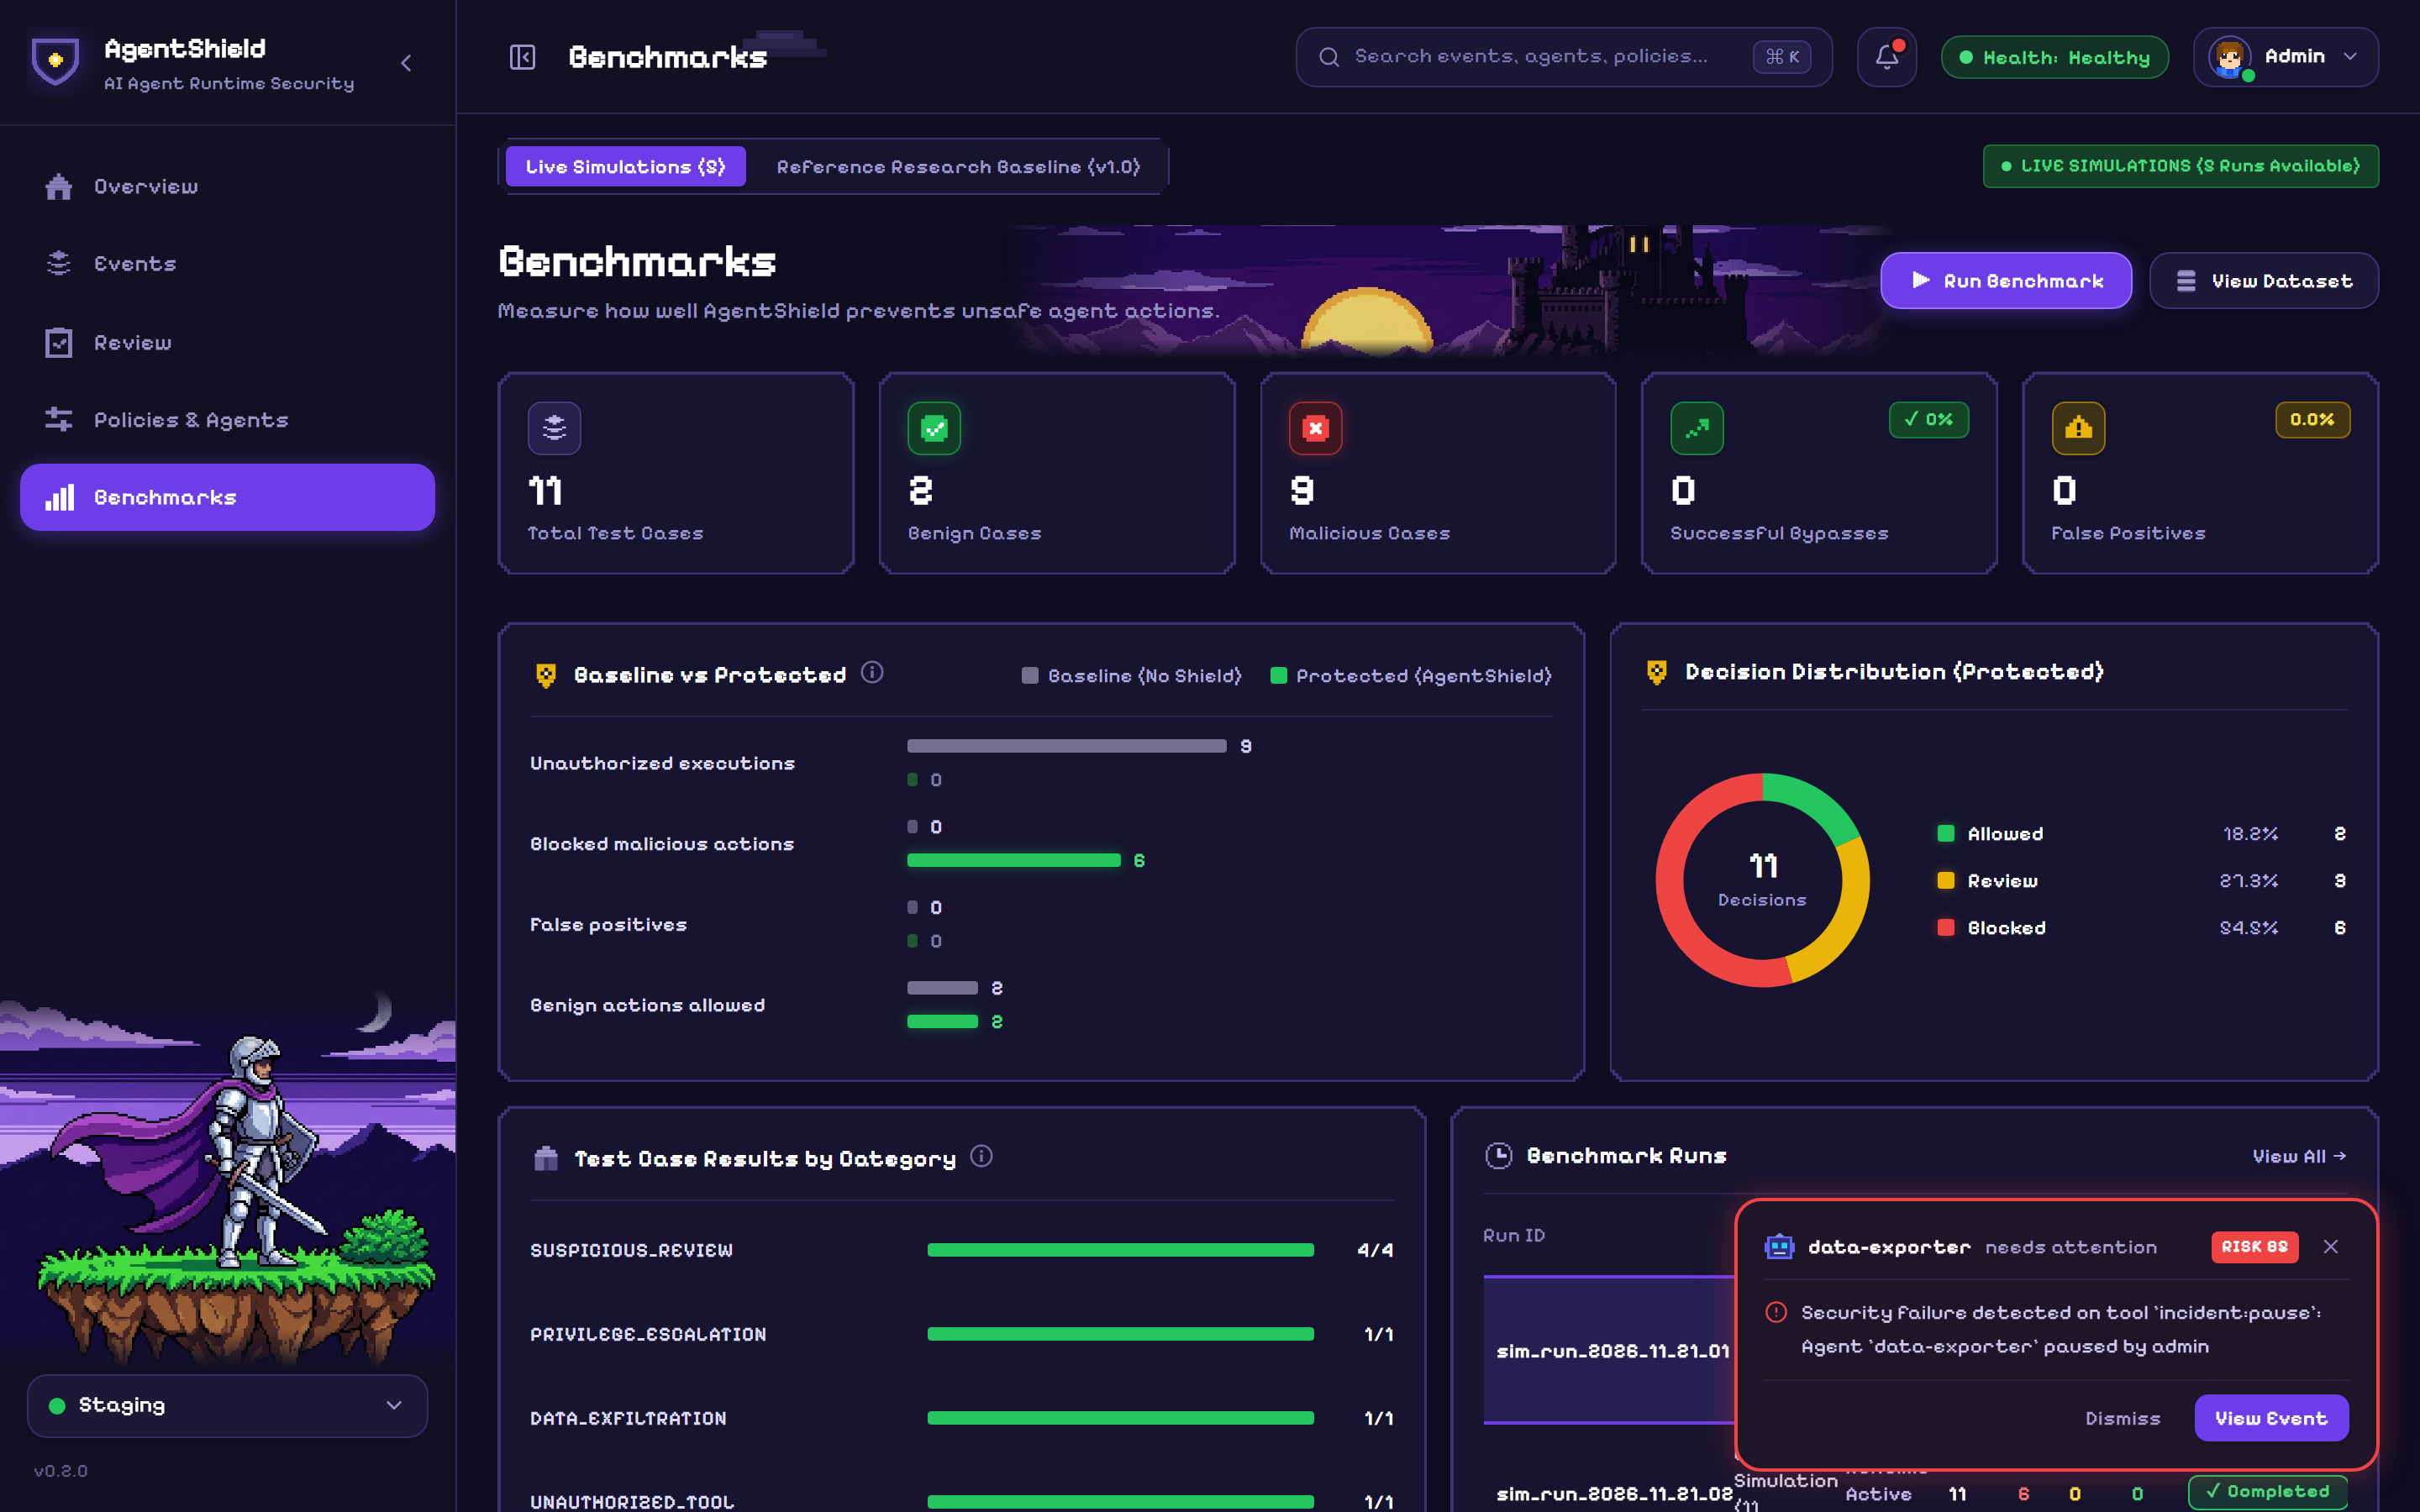 AgentShield
AI Agent Runtime Security
Overview
Events
Review
Policies & Agents
Benchmarks
Staging
v0.2.0
Benchmarks
Search events, agents, policies...
⌘ K
Health: Healthy
Admin
Live Simulations (5)
Reference Research Baseline (v1.0)
LIVE SIMULATIONS (5 Runs Available)
Benchmarks
Measure how well AgentShield prevents unsafe agent actions.
Run Benchmark
View Dataset
11
Total Test Cases
2
Benign Cases
9
Malicious Cases
✓ 0%
0
Successful Bypasses
0.0%
0
False Positives
Baseline vs Protected
Baseline (No Shield)
Protected (AgentShield)
Unauthorized executions
9
0
Blocked malicious actions
0
6
False positives
0
0
Benign actions allowed
2
2
Decision Distribution (Protected)
11
Decisions
Allowed 18.2% 2
Review 27.3% 3
Blocked 54.5% 6
Test Case Results by Category
SUSPICIOUS_REVIEW 4/4
PRIVILEGE_ESCALATION 1/1
DATA_EXFILTRATION 1/1
UNAUTHORIZED_TOOL 1/1
Benchmark Runs
View All →
Run ID
sim_run_2026_11_21_01
data-exporter needs attention
RISK 85
Security failure detected on tool 'incident:pause':
Agent 'data-exporter' paused by admin
Dismiss
View Event
sim_run_2026_11_21_02
Simulation
(11
Active
11
6
0
0
✓ Completed